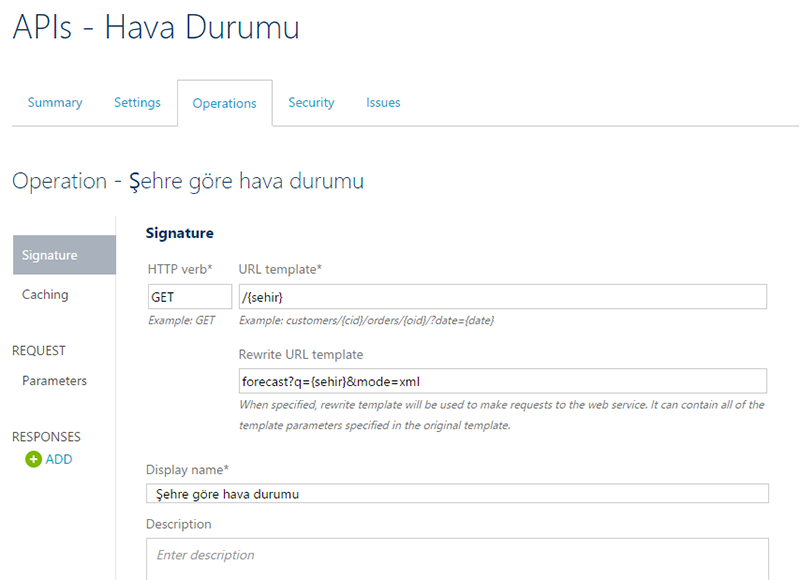 APIs - Hava Durumu
Summary Settings Operations Security Issues
Operation - Şehre göre hava durumu
Signature
Caching
REQUEST
Parameters
RESPONSES
ADD
Signature
HTTP verb* URL template*
GET /{sehir}
Example: GET Example: customers/{cid}/orders/{oid}/?date={date}
Rewrite URL template
forecast?q={sehir}&mode=xml
When specified, rewrite template will be used to make requests to the web service. It can contain all of the
template parameters specified in the original template.
Display name*
Şehre göre hava durumu
Description
Enter description